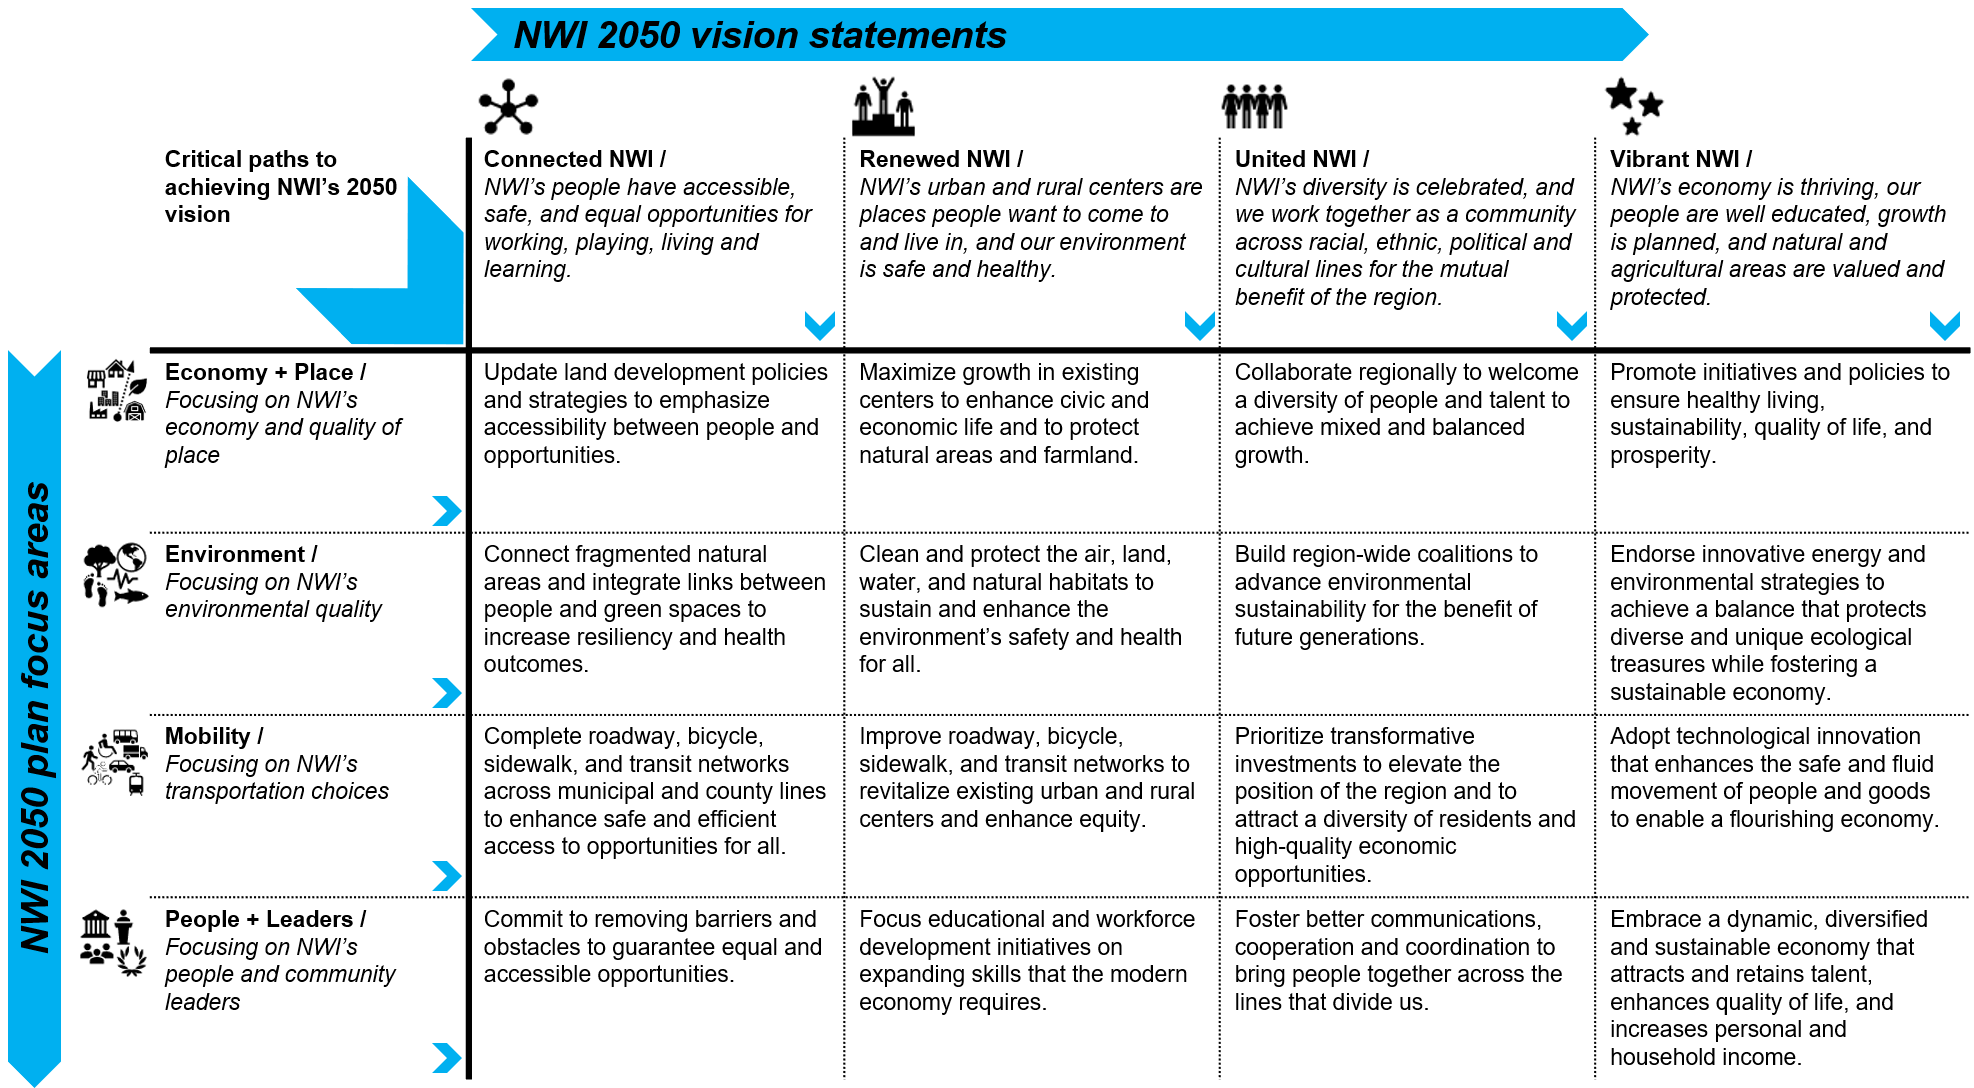 NWI 2050 vision statements
Critical paths to
achieving NWI's 2050
vision
Connected NWI /
NWI's people have accessible,
safe, and equal opportunities for
working, playing, living and
learning.
Renewed NWI /
NWI's urban and rural centers are
places people want to come to
and live in, and our environment
is safe and healthy.
United NWI /
NWI's diversity is celebrated, and
we work together as a community
across racial, ethnic, political and
cultural lines for the mutual
benefit of the region.
Vibrant NWI /
NWI's economy is thriving, our
people are well educated, growth
is planned, and natural and
agricultural areas are valued and
protected.
NWI 2050 plan focus areas
Economy + Place /
Focusing on NWI's
economy and quality of
place
Update land development policies
and strategies to emphasize
accessibility between people and
opportunities.
Maximize growth in existing
centers to enhance civic and
economic life and to protect
natural areas and farmland.
Collaborate regionally to welcome
a diversity of people and talent to
achieve mixed and balanced
growth.
Promote initiatives and policies to
ensure healthy living,
sustainability, quality of life, and
prosperity.
Environment /
Focusing on NWI's
environmental quality
Connect fragmented natural
areas and integrate links between
people and green spaces to
increase resiliency and health
outcomes.
Clean and protect the air, land,
water, and natural habitats to
sustain and enhance the
environment's safety and health
for all.
Build region-wide coalitions to
advance environmental
sustainability for the benefit of
future generations.
Endorse innovative energy and
environmental strategies to
achieve a balance that protects
diverse and unique ecological
treasures while fostering a
sustainable economy.
Mobility /
Focusing on NWI's
transportation choices
Complete roadway, bicycle,
sidewalk, and transit networks
across municipal and county lines
to enhance safe and efficient
access to opportunities for all.
Improve roadway, bicycle,
sidewalk, and transit networks to
revitalize existing urban and rural
centers and enhance equity.
Prioritize transformative
investments to elevate the
position of the region and to
attract a diversity of residents and
high-quality economic
opportunities.
Adopt technological innovation
that enhances the safe and fluid
movement of people and goods
to enable a flourishing economy.
People + Leaders /
Focusing on NWI's
people and community
leaders
Commit to removing barriers and
obstacles to guarantee equal and
accessible opportunities.
Focus educational and workforce
development initiatives on
expanding skills that the modern
economy requires.
Foster better communications,
cooperation and coordination to
bring people together across the
lines that divide us.
Embrace a dynamic, diversified
and sustainable economy that
attracts and retains talent,
enhances quality of life, and
increases personal and
household income.